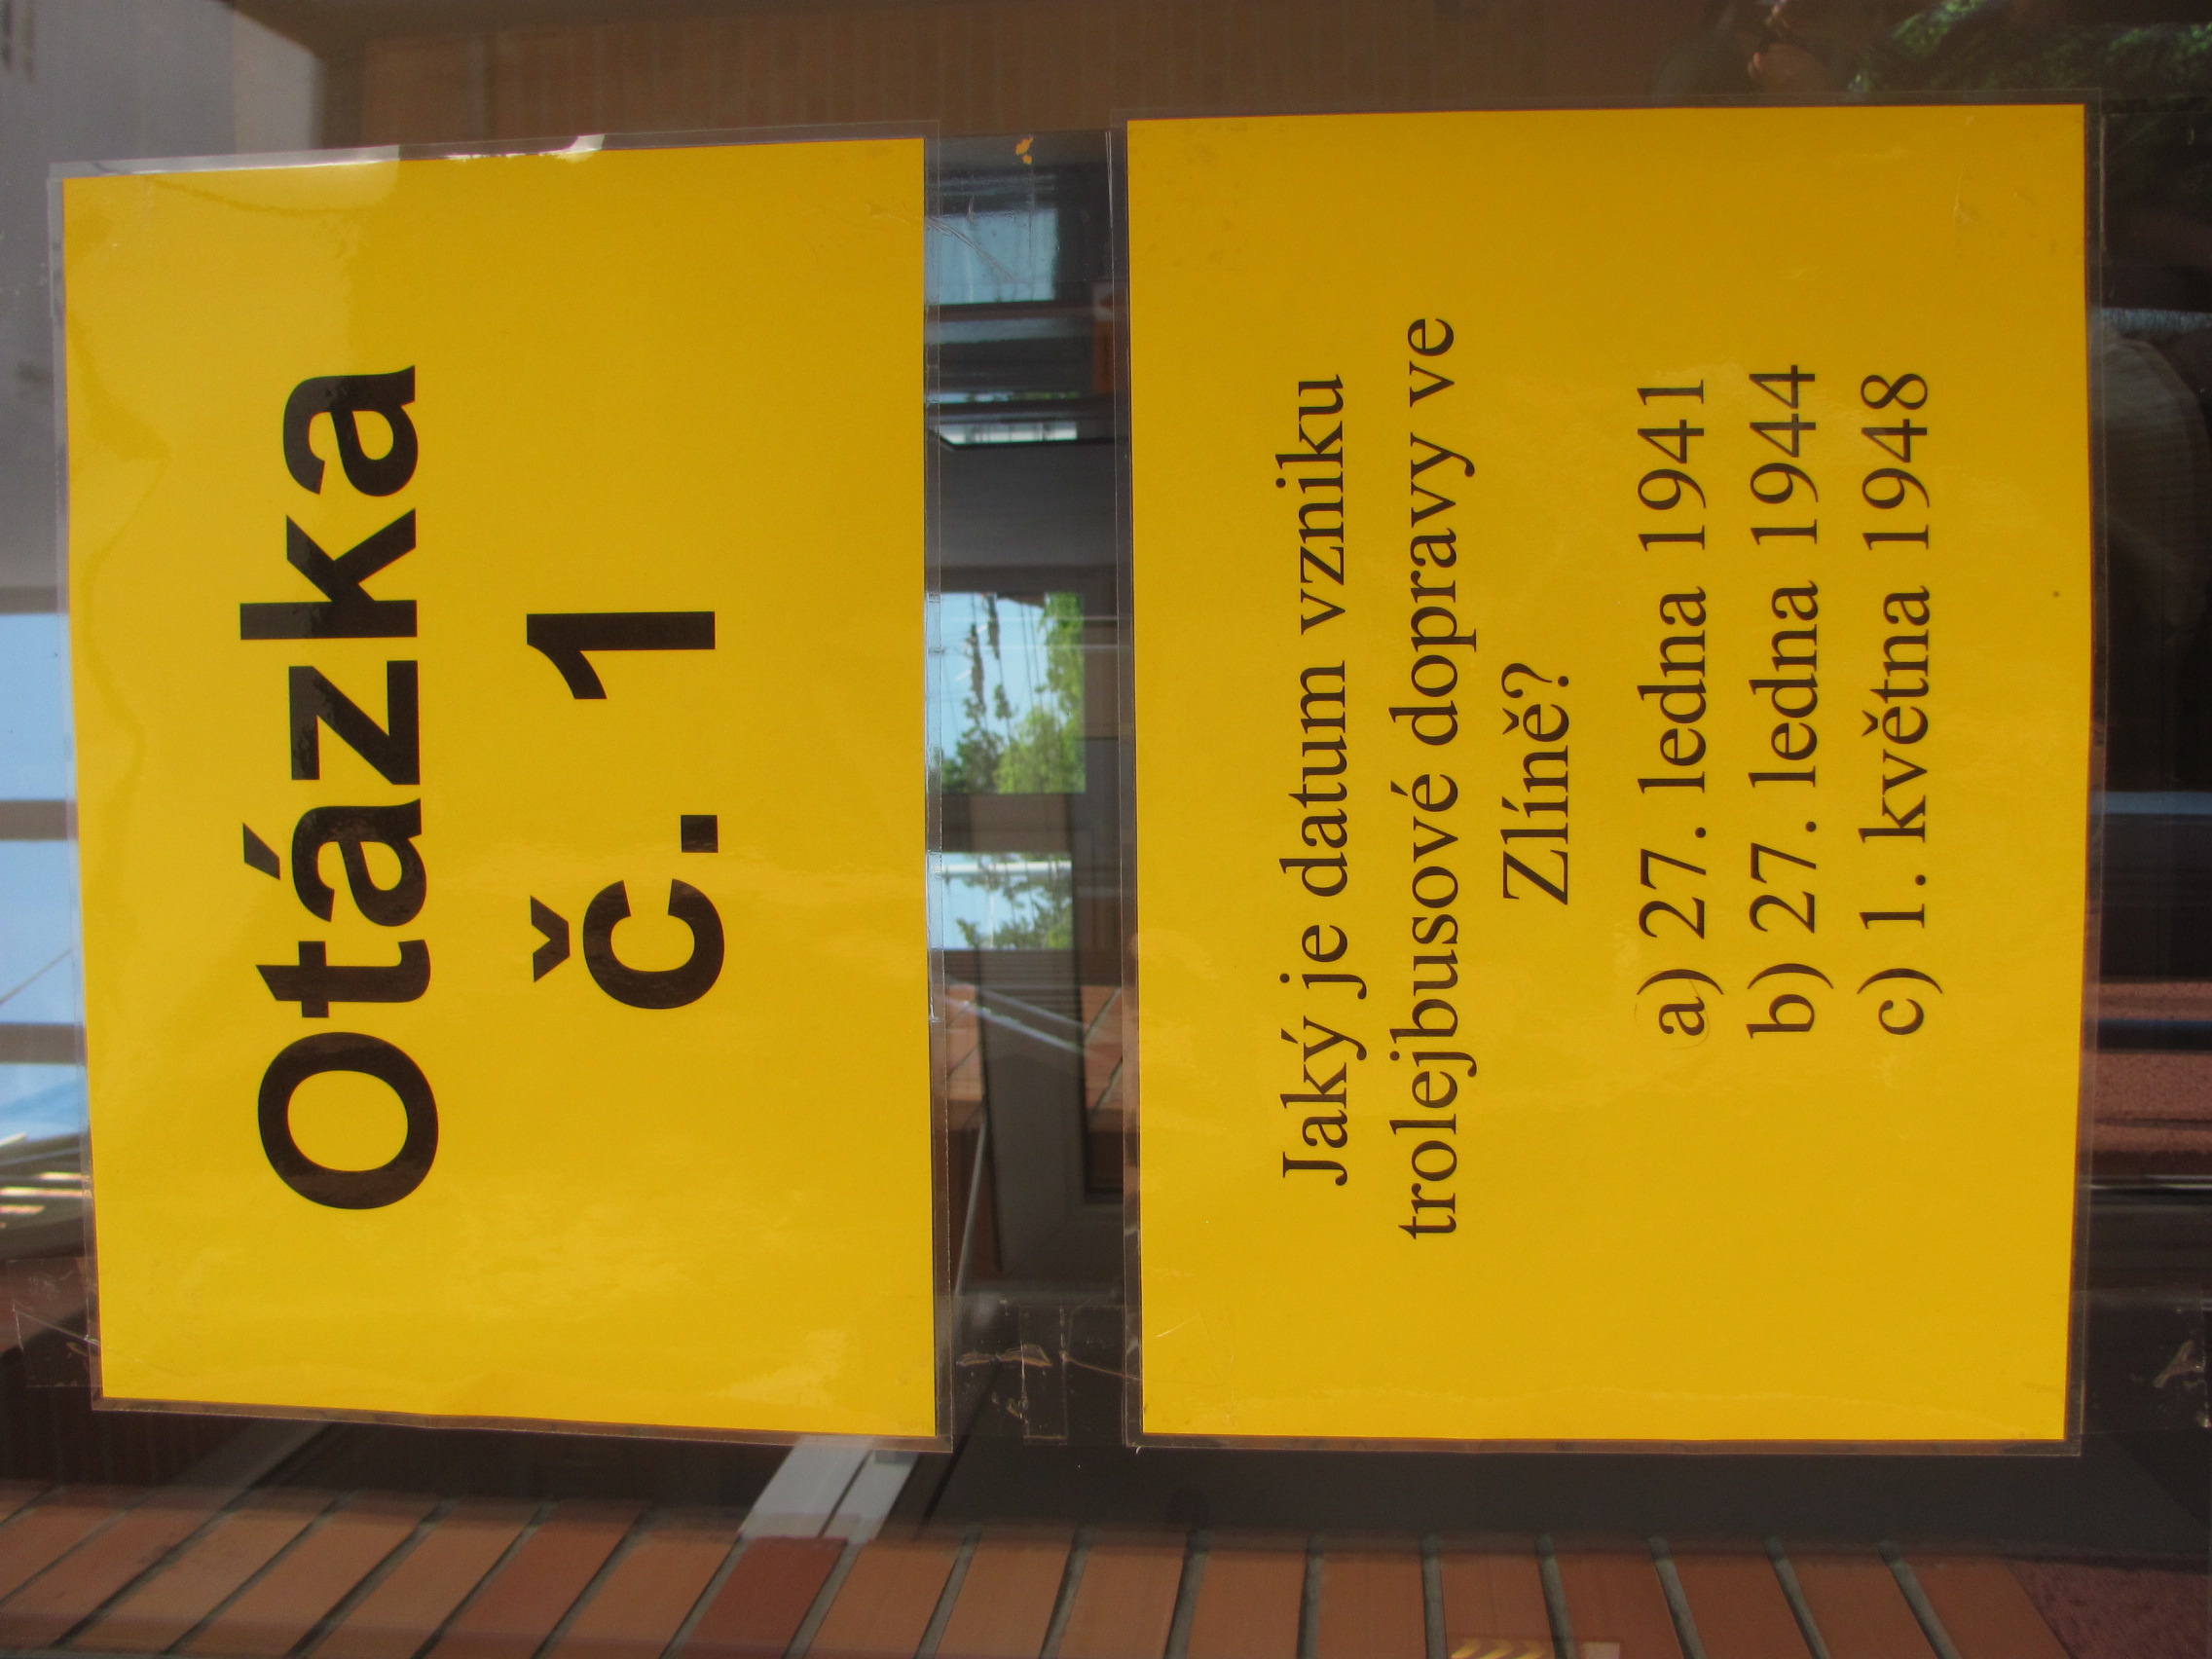 Otázka
č. 1
Jaký je datum vzniku
trolejbusové dopravy ve
Zlíně?
a) 27. ledna 1941
b) 27. ledna 1944
c) 1. května 1948